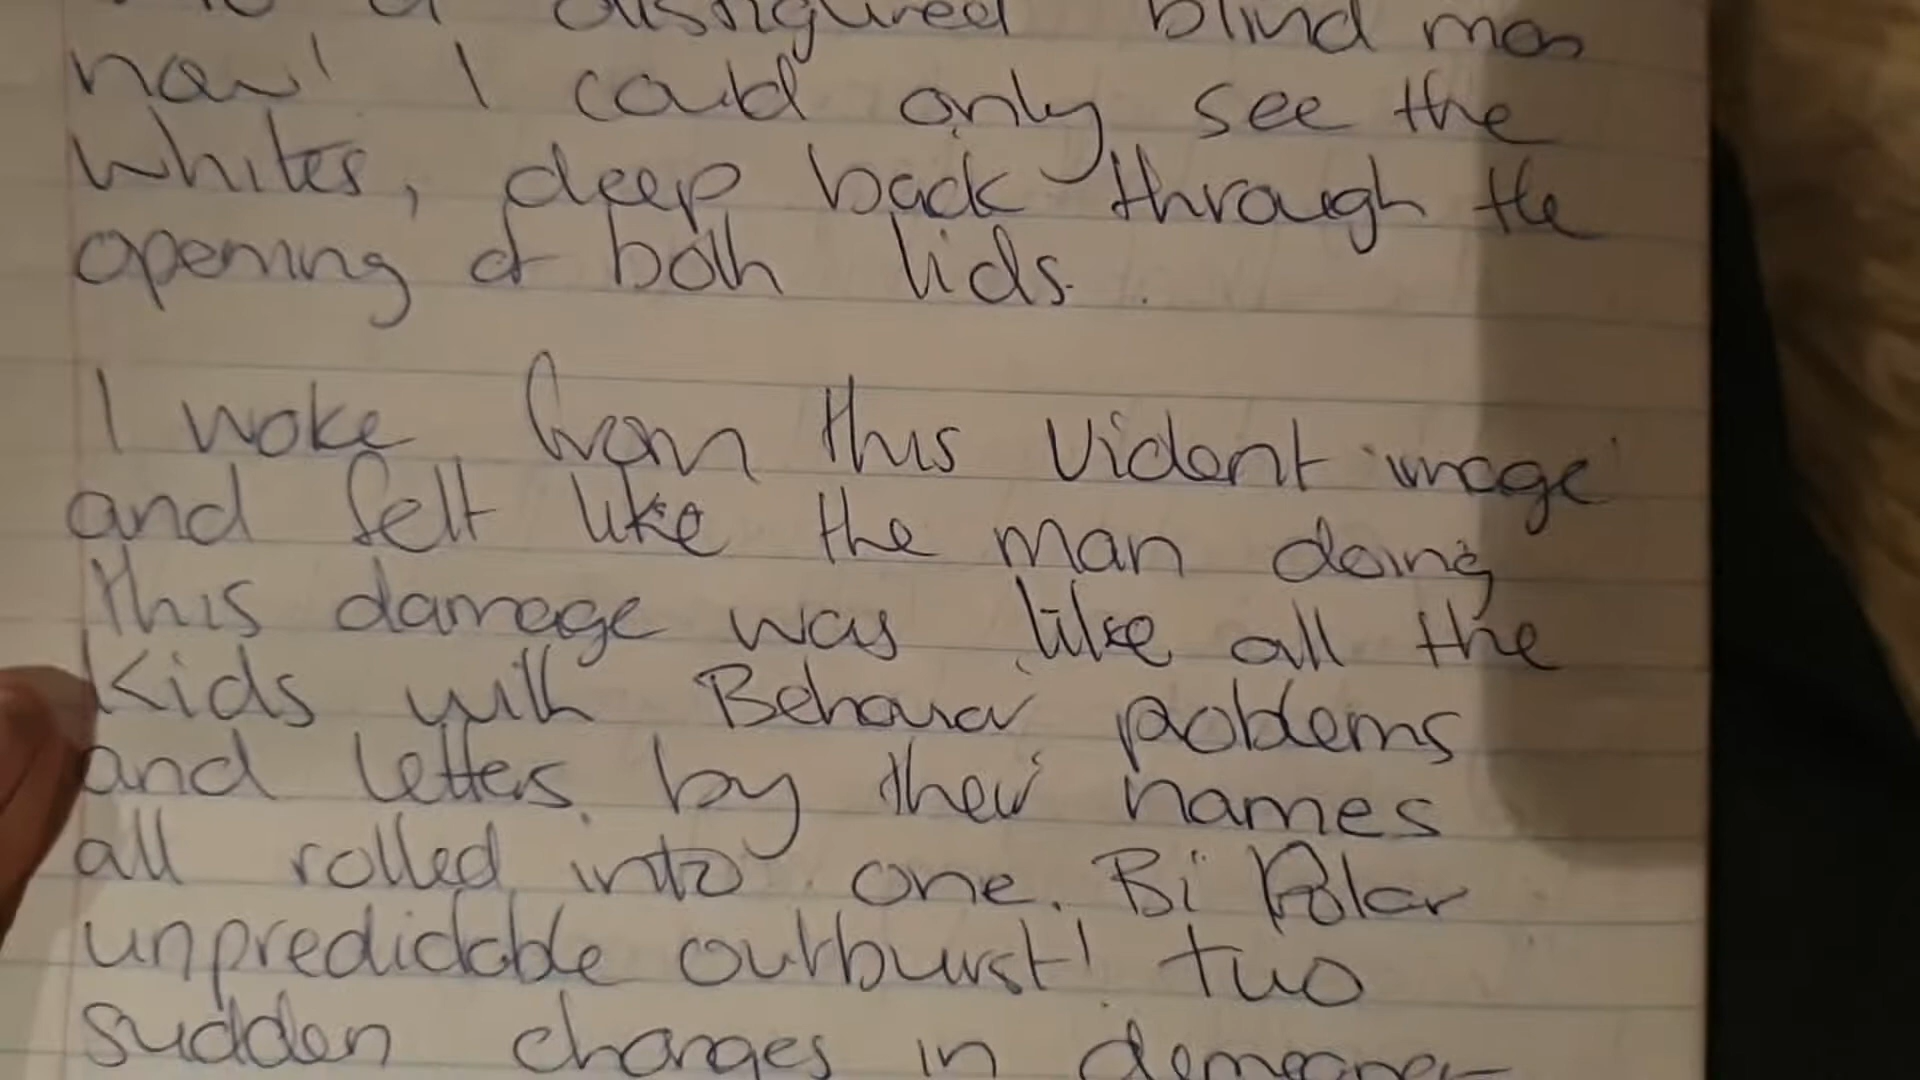 a disfigured blind man
now! I could only see the
whites, deep back through the
opening of both lids.
I woke from this violent image
and felt like the man doing
this damage was like all the
kids with Behaviour poblems
and letters by their names
all rolled into one. Bi Polar
unpredictable outburst! two
sudden changes in